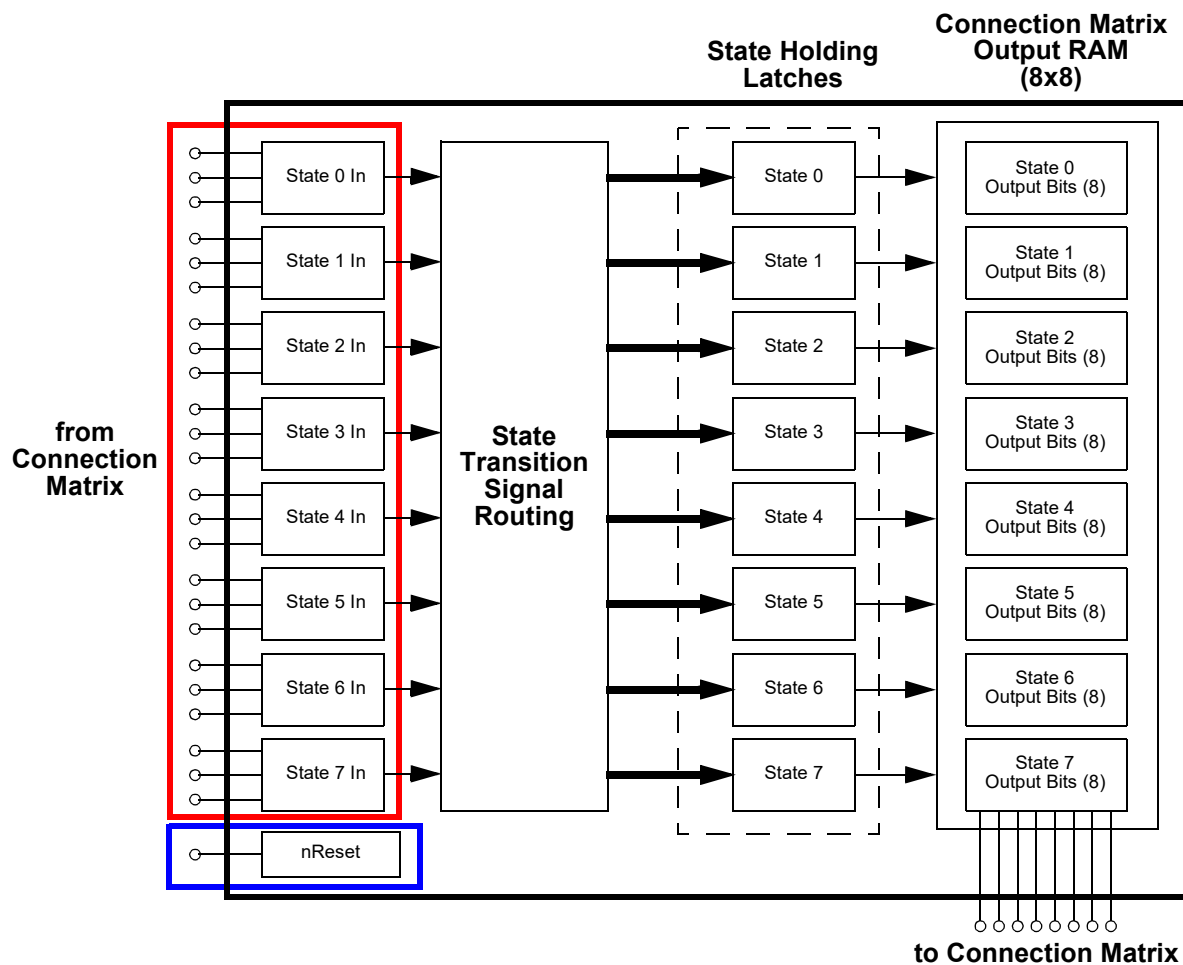 Connection Matrix
Output RAM
(8x8)
State Holding
Latches
from
Connection
Matrix
State 0 In
State 1 In
State 2 In
State 3 In
State 4 In
State 5 In
State 6 In
State 7 In
nReset
State
Transition
Signal
Routing
State 0
State 1
State 2
State 3
State 4
State 5
State 6
State 7
State 0
Output Bits (8)
State 1
Output Bits (8)
State 2
Output Bits (8)
State 3
Output Bits (8)
State 4
Output Bits (8)
State 5
Output Bits (8)
State 6
Output Bits (8)
State 7
Output Bits (8)
to Connection Matrix